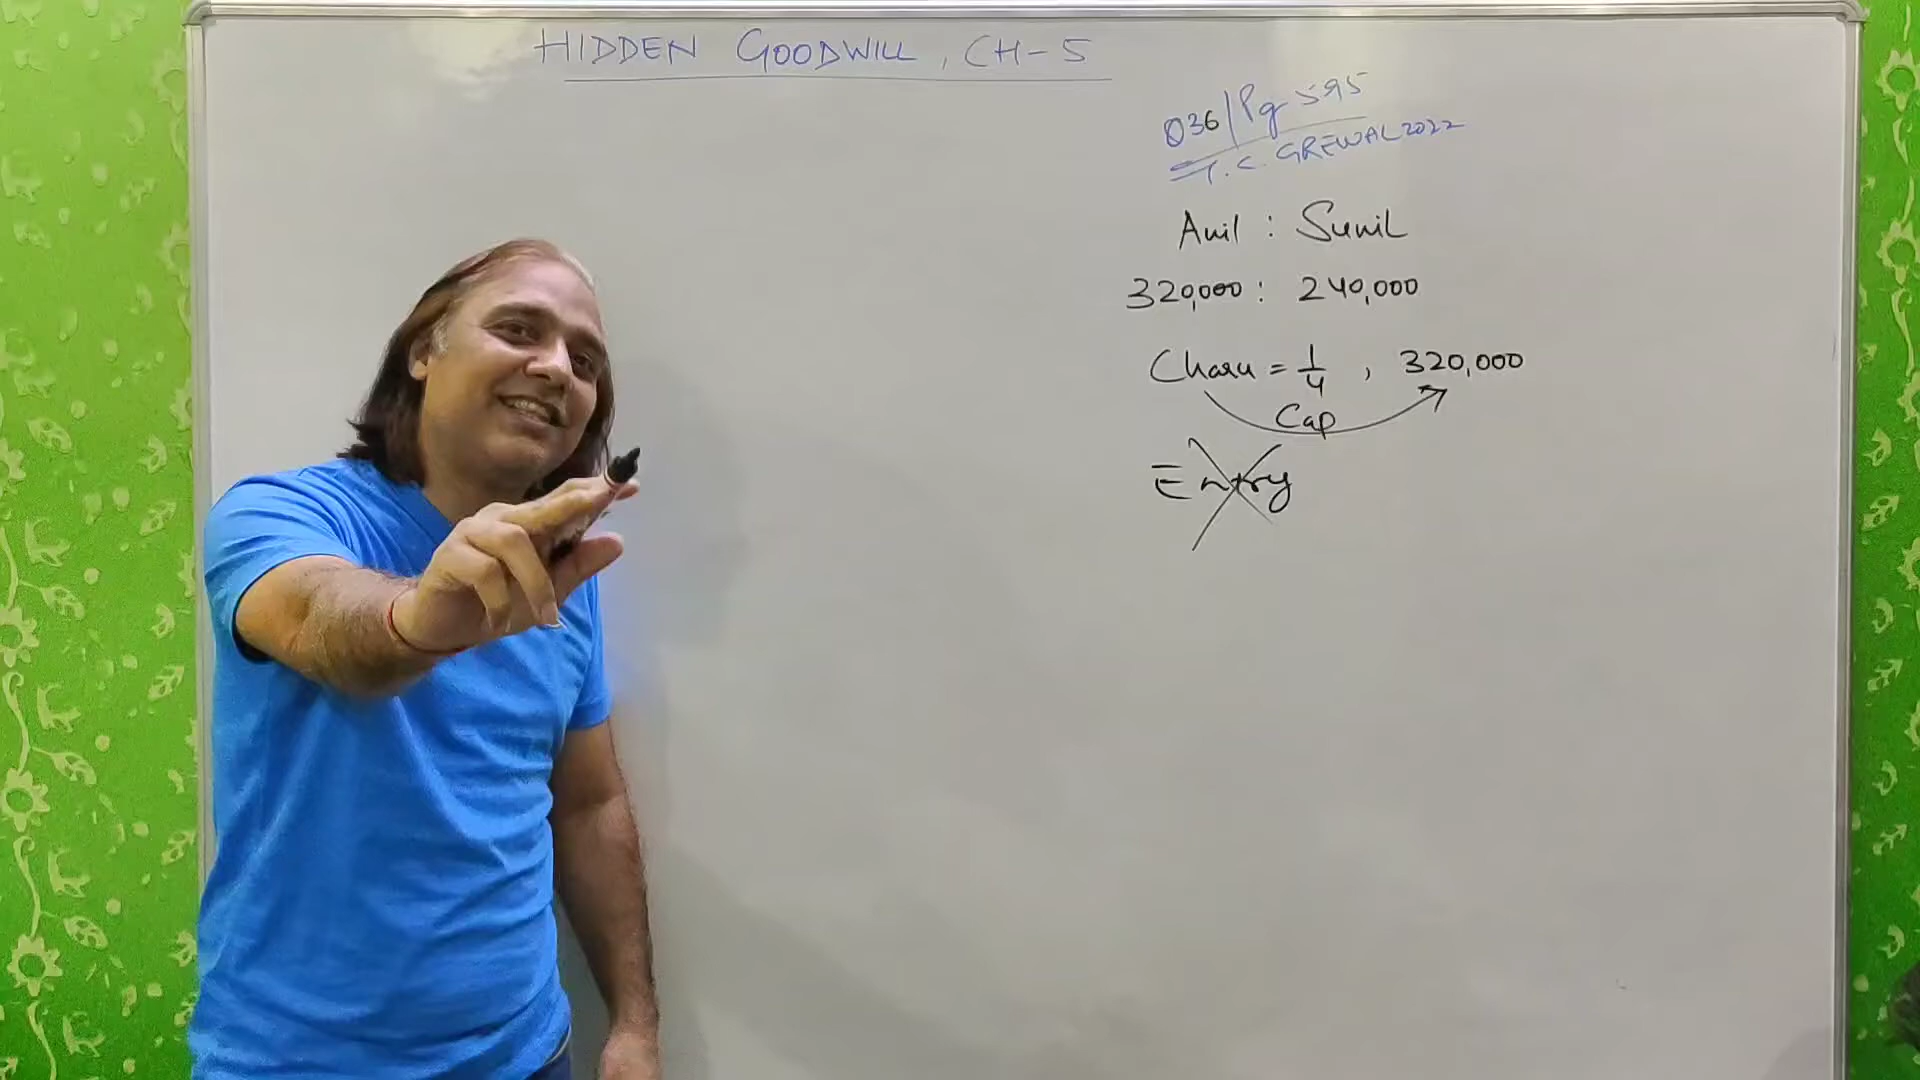 HIDDEN GOODWILL, CH-5
Q36/Pg 595
T.S. GREWAL 2022
Anil : Sunil
320,000 : 240,000
Charu = 1/4 , 320,000
Cap
Entry